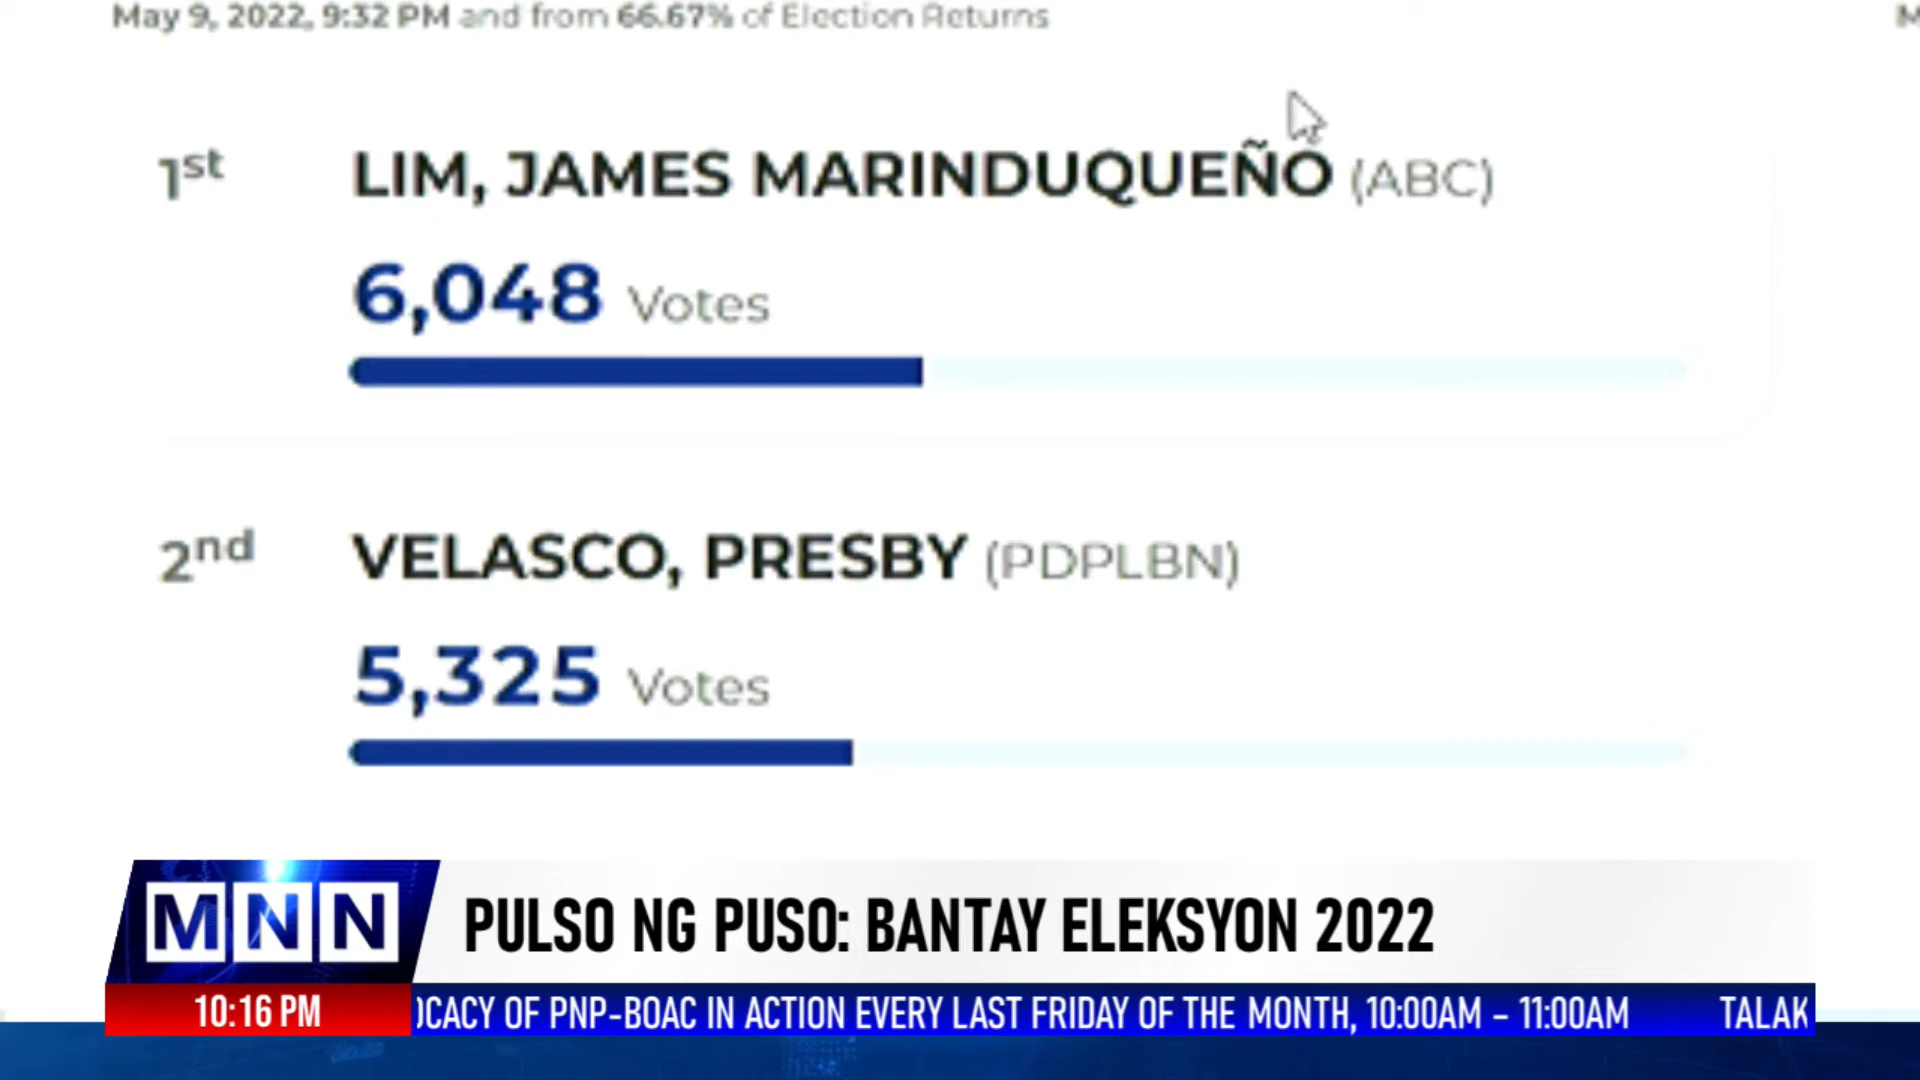 May 9, 2022, 9:32 PM and from 66.67% of Election Returns
1st
LIM, JAMES MARINDUQUEÑO (ABC)
6,048 Votes
2nd
VELASCO, PRESBY (PDPLBN)
5,325 Votes
MNN
PULSO NG PUSO: BANTAY ELEKSYON 2022
10:16 PM
OCACY OF PNP-BOAC IN ACTION EVERY LAST FRIDAY OF THE MONTH, 10:00AM – 11:00AM TALAK